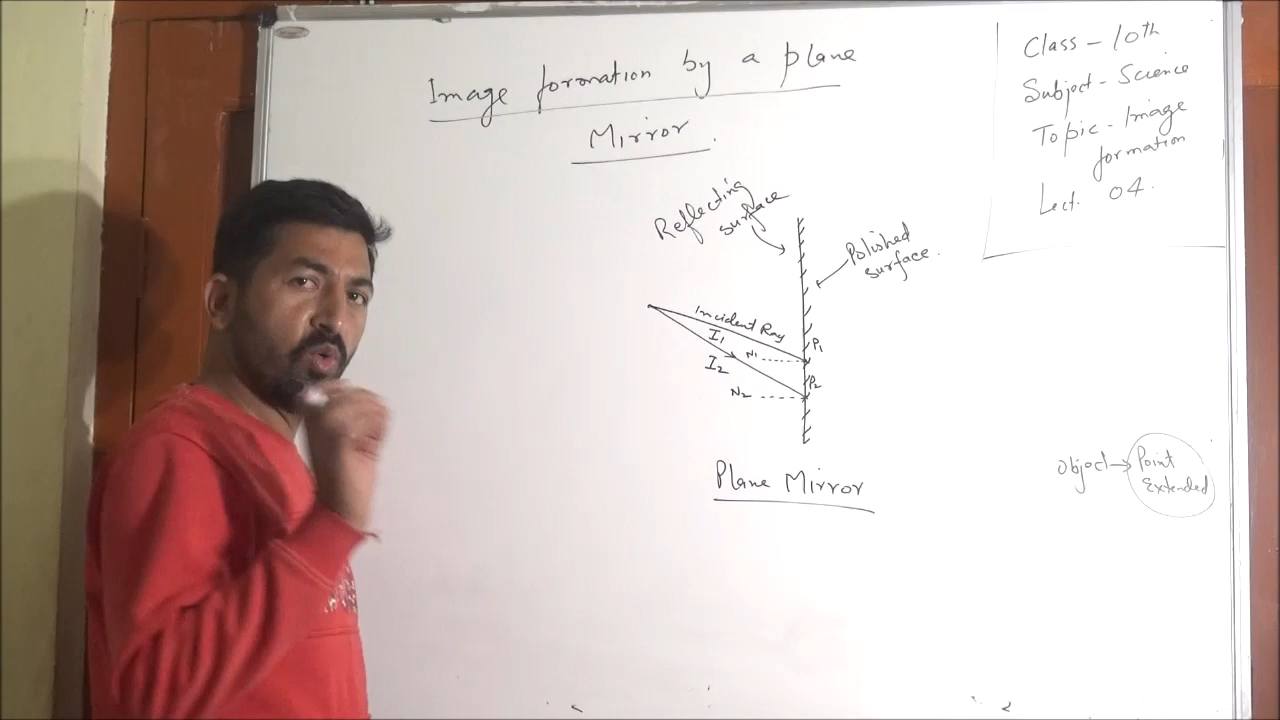 Image formation by a plane
Mirror.
Class - 10th
Subject - Science
Topic - Image
formation
Lect. 04.
Reflecting
surface
Polished
surface.
Incident Ray
I1
I2
N1
P1
N2
P2
Plane Mirror
Object → Point
Extended